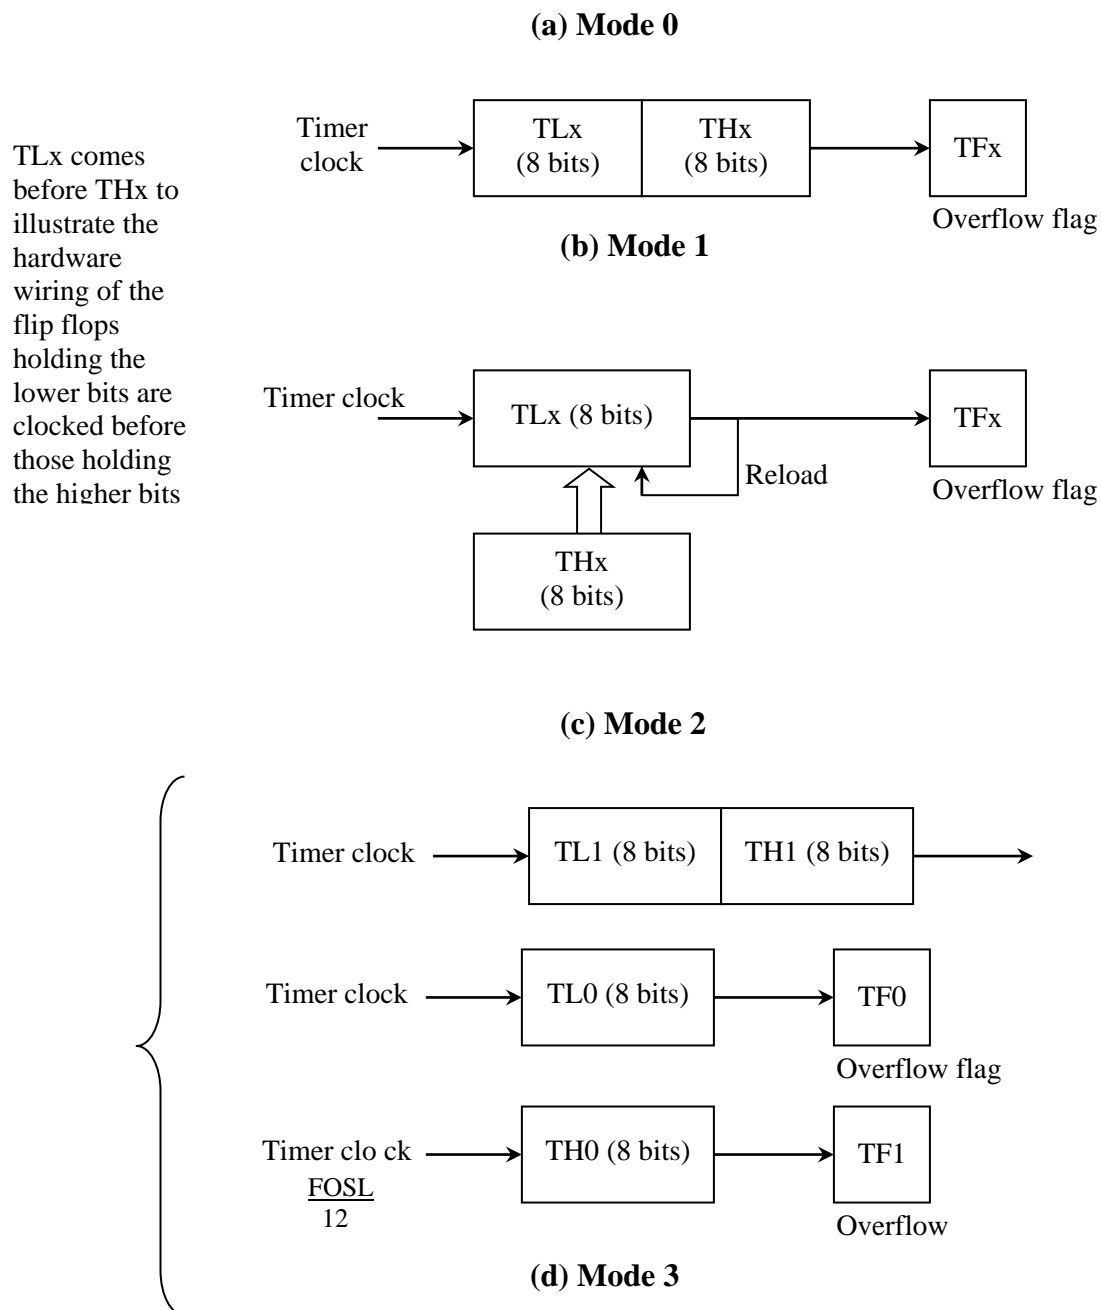 (a) Mode 0
TLx comes
before THx to
illustrate the
hardware
wiring of the
flip flops
holding the
lower bits are
clocked before
those holding
the higher bits
Timer
clock
TLx
(8 bits)
THx
(8 bits)
TFx
Overflow flag
(b) Mode 1
Timer clock
TLx (8 bits)
TFx
Reload
Overflow flag
THx
(8 bits)
(c) Mode 2
Timer clock
TL1 (8 bits)
TH1 (8 bits)
Timer clock
TL0 (8 bits)
TF0
Overflow flag
Timer clo ck
FOSL
12
TH0 (8 bits)
TF1
Overflow
(d) Mode 3